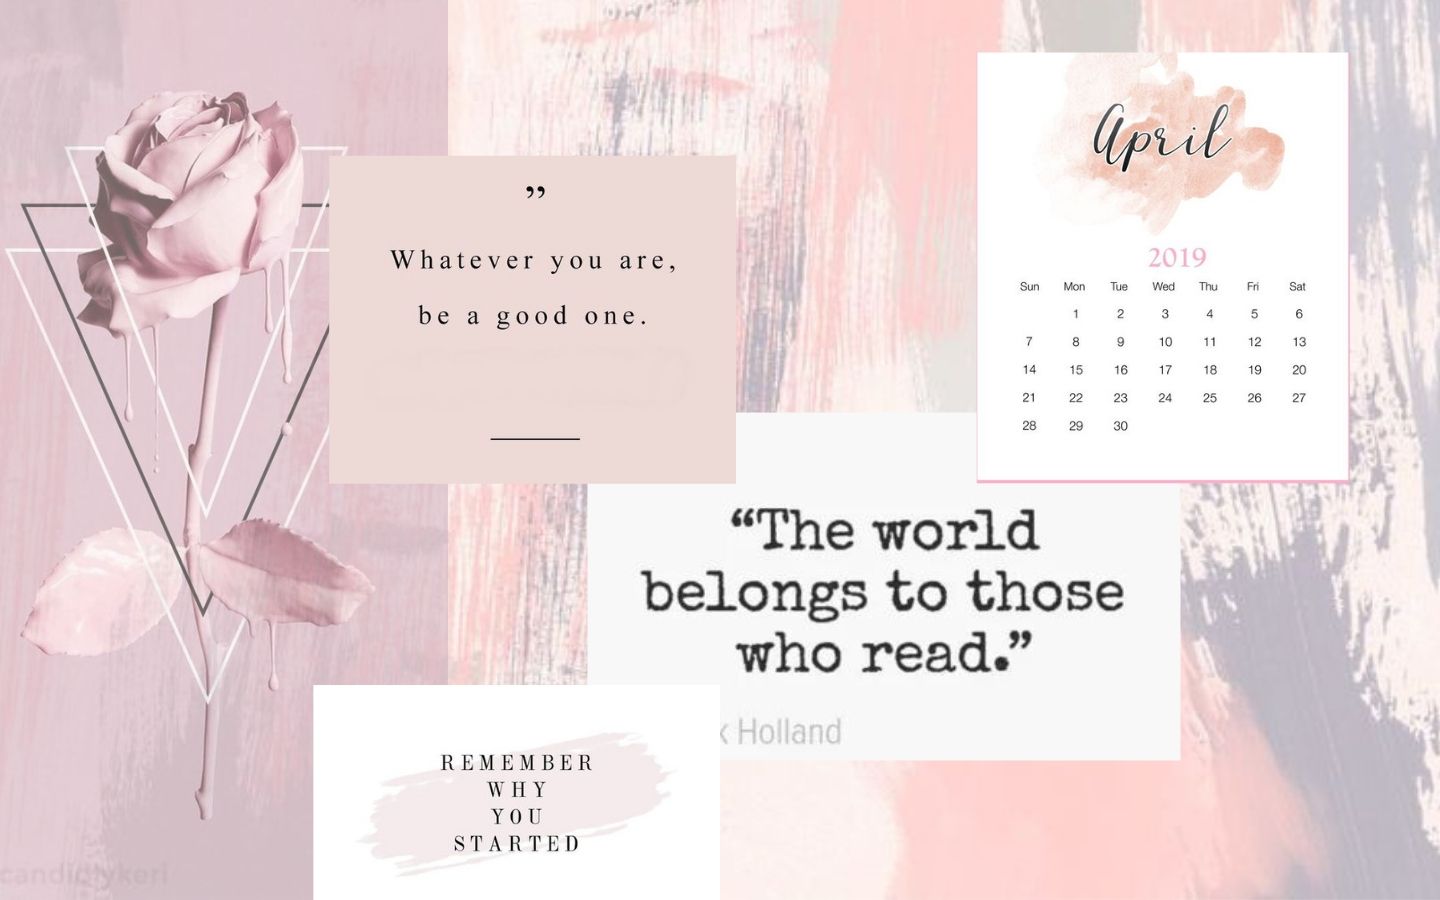 ”
Whatever you are,
be a good one.
April
2019
Sun Mon Tue Wed Thu Fri Sat
1 2 3 4 5 6
7 8 9 10 11 12 13
14 15 16 17 18 19 20
21 22 23 24 25 26 27
28 29 30
“The world
belongs to those
who read.”
Holland
REMEMBER
WHY
YOU
STARTED